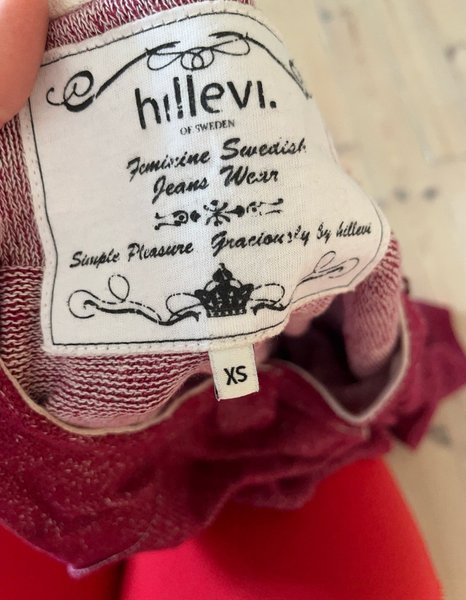 hillevi.
OF SWEDEN
Feminine Swedish
Jeans Wear
Simple Pleasure Graciously by hillevi
XS